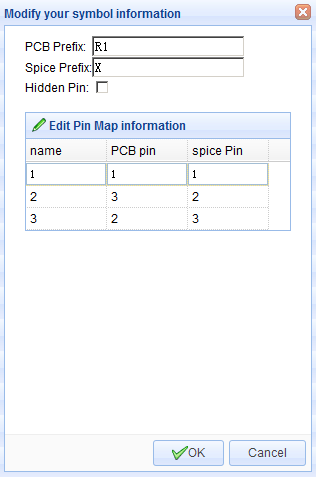 Modify your symbol information
PCB Prefix: R1
Spice Prefix: X
Hidden Pin:
Edit Pin Map information
name PCB pin spice Pin
1 1 1
2 3 2
3 2 3
OK Cancel